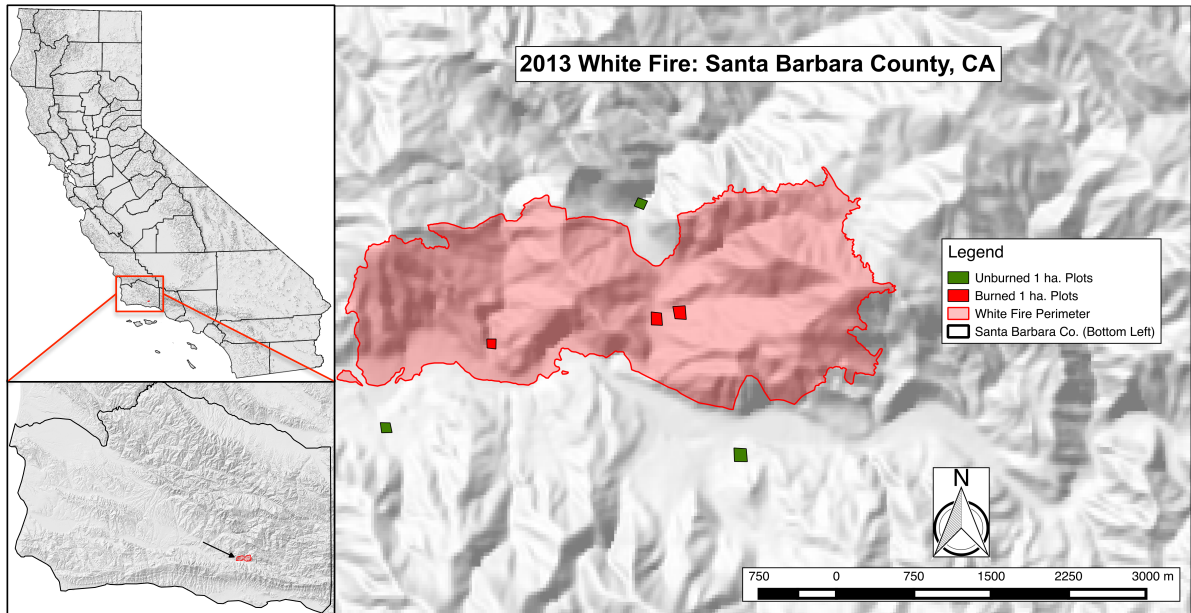 2013 White Fire: Santa Barbara County, CA
Legend
Unburned 1 ha. Plots
Burned 1 ha. Plots
White Fire Perimeter
Santa Barbara Co. (Bottom Left)
N
750 0 750 1500 2250 3000 m